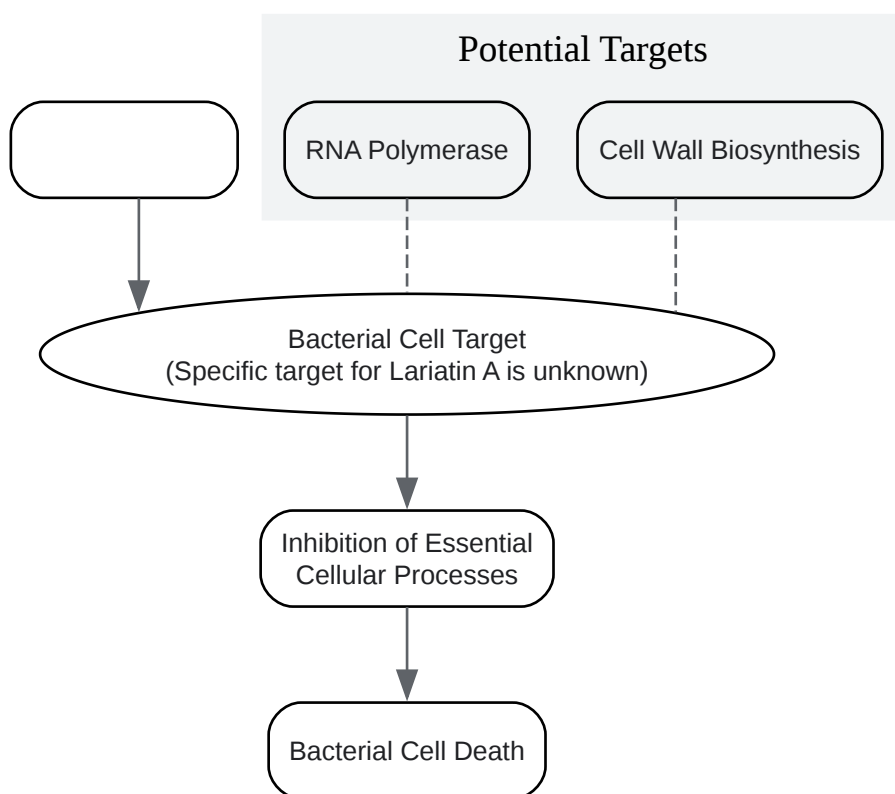 Potential Targets
RNA Polymerase
Cell Wall Biosynthesis
Bacterial Cell Target
(Specific target for Lariatin A is unknown)
Inhibition of Essential
Cellular Processes
Bacterial Cell Death